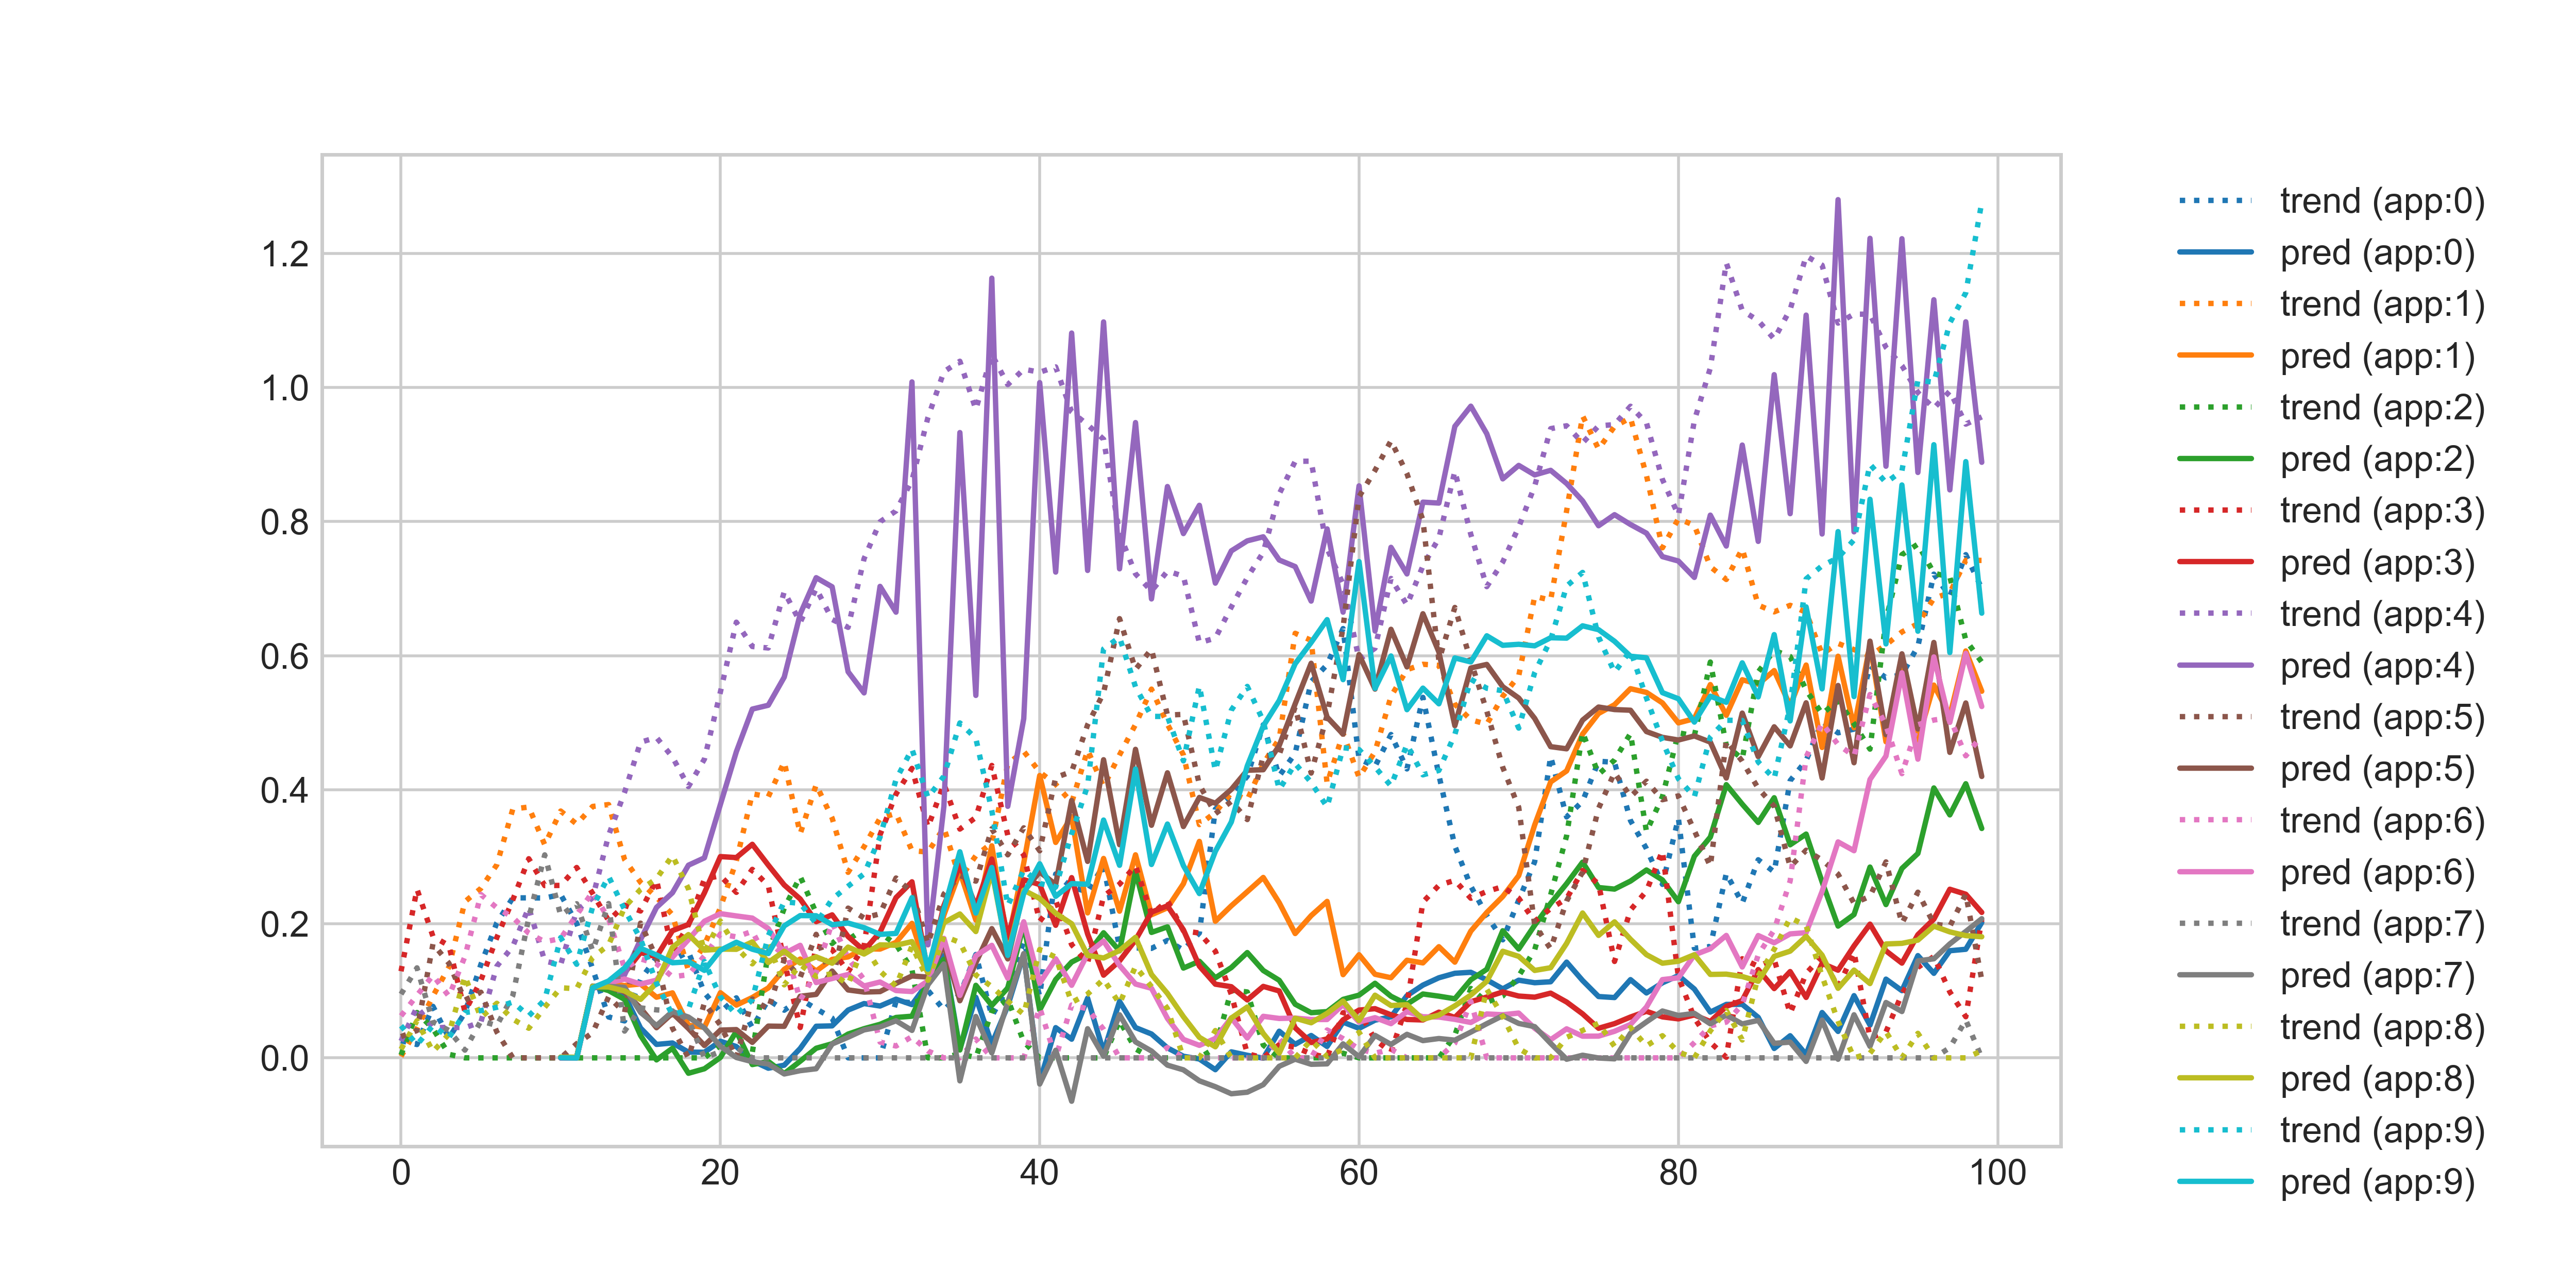 1.2
1.0
0.8
0.6
0.4
0.2
0.0
0 20 40 60 80 100
trend (app:0)
pred (app:0)
trend (app:1)
pred (app:1)
trend (app:2)
pred (app:2)
trend (app:3)
pred (app:3)
trend (app:4)
pred (app:4)
trend (app:5)
pred (app:5)
trend (app:6)
pred (app:6)
trend (app:7)
pred (app:7)
trend (app:8)
pred (app:8)
trend (app:9)
pred (app:9)